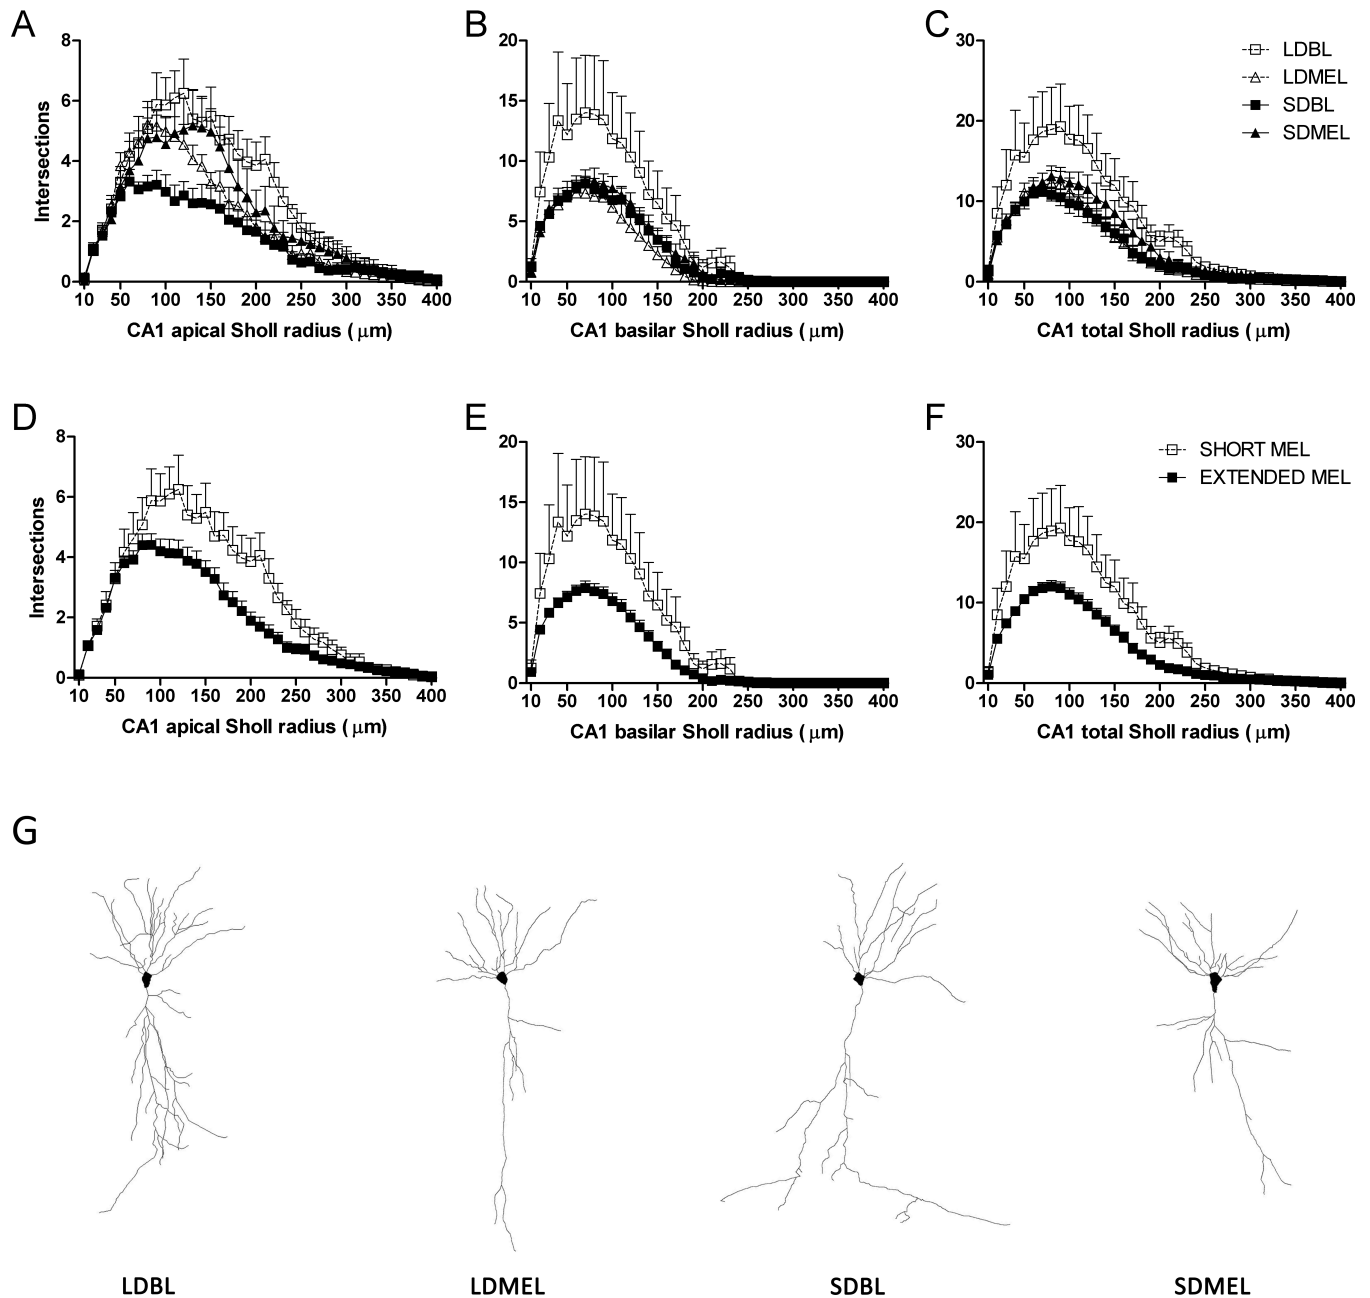 A
B
C
8
6
4
2
0
Intersections
10 50 100 150 200 250 300 350 400
CA1 apical Sholl radius ( μm)
20
15
10
5
0
10 50 100 150 200 250 300 350 400
CA1 basilar Sholl radius ( μm)
30
20
10
0
10 50 100 150 200 250 300 350 400
CA1 total Sholl radius ( μm)
LDBL
LDMEL
SDBL
SDMEL
D
E
F
8
6
4
2
0
Intersections
10 50 100 150 200 250 300 350 400
CA1 apical Sholl radius ( μm)
20
15
10
5
0
10 50 100 150 200 250 300 350 400
CA1 basilar Sholl radius ( μm)
30
20
10
0
10 50 100 150 200 250 300 350 400
CA1 total Sholl radius ( μm)
SHORT MEL
EXTENDED MEL
G
LDBL
LDMEL
SDBL
SDMEL